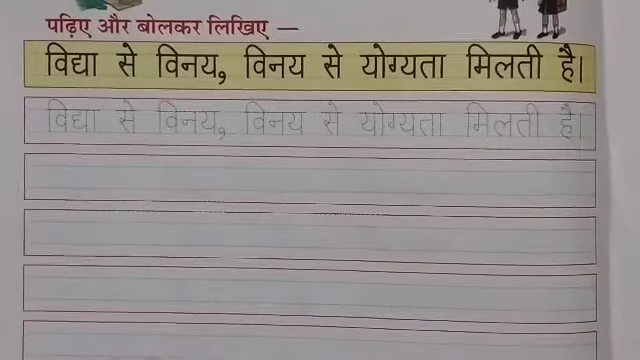 पढ़िए और बोलकर लिखिए —
विद्या से विनय, विनय से योग्यता मिलती है।
विद्या से विनय, विनय से योग्यता मिलती है।